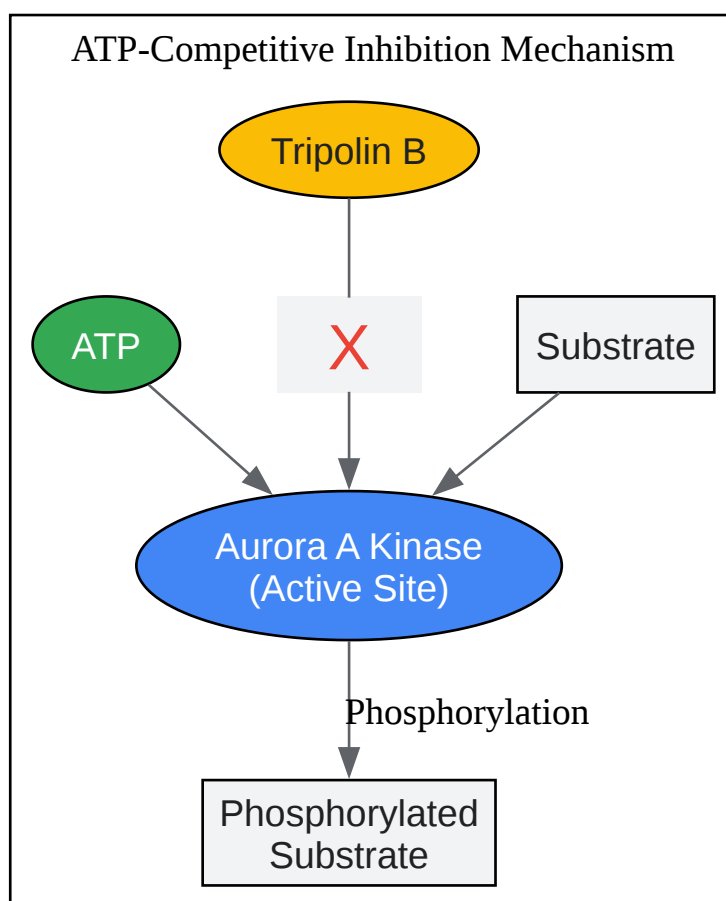 ATP-Competitive Inhibition Mechanism
Tripolin B
ATP
X
Substrate
Aurora A Kinase
(Active Site)
Phosphorylation
Phosphorylated
Substrate